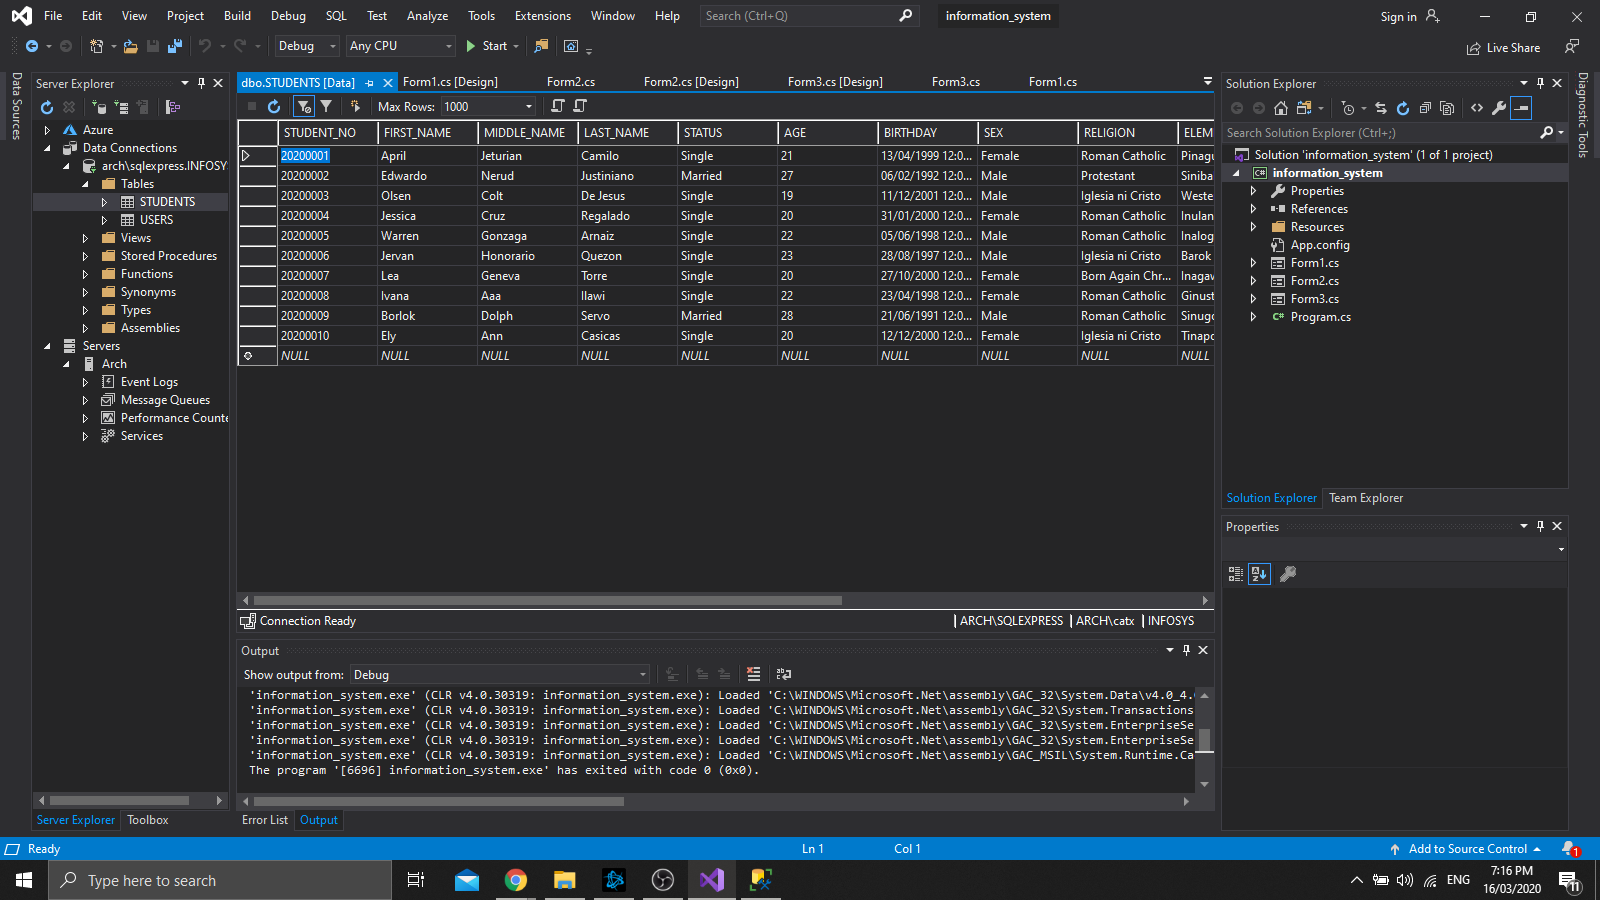 File Edit View Project Build Debug SQL Test Analyze Tools Extensions Window Help Search (Ctrl+Q) information_system Sign in
Debug Any CPU Start Live Share
Data Sources
Server Explorer
Azure
Data Connections
arch\sqlexpress.INFOSY
Tables
STUDENTS
USERS
Views
Stored Procedures
Functions
Synonyms
Types
Assemblies
Servers
Arch
Event Logs
Message Queues
Performance Counte
Services
Server Explorer Toolbox
dbo.STUDENTS [Data] Form1.cs [Design] Form2.cs Form2.cs [Design] Form3.cs [Design] Form3.cs Form1.cs
Max Rows: 1000
STUDENT_NO FIRST_NAME MIDDLE_NAME LAST_NAME STATUS AGE BIRTHDAY SEX RELIGION ELEM
20200001 April Jeturian Camilo Single 21 13/04/1999 12:0... Female Roman Catholic Pinagu
20200002 Edwardo Nerud Justiniano Married 27 06/02/1992 12:0... Male Protestant Siniba
20200003 Olsen Colt De Jesus Single 19 11/12/2001 12:0... Male Iglesia ni Cristo Weste
20200004 Jessica Cruz Regalado Single 20 31/01/2000 12:0... Female Roman Catholic Inulan
20200005 Warren Gonzaga Arnaiz Single 22 05/06/1998 12:0... Male Roman Catholic Inalog
20200006 Jervan Honorario Quezon Single 23 28/08/1997 12:0... Male Iglesia ni Cristo Barok
20200007 Lea Geneva Torre Single 20 27/10/2000 12:0... Female Born Again Chr... Inagaw
20200008 Ivana Aaa Ilawi Single 22 23/04/1998 12:0... Female Roman Catholic Ginust
20200009 Borlok Dolph Servo Married 28 21/06/1991 12:0... Male Roman Catholic Sinugo
20200010 Ely Ann Casicas Single 20 12/12/2000 12:0... Female Iglesia ni Cristo Tinapo
NULL NULL NULL NULL NULL NULL NULL NULL NULL NULL
Connection Ready ARCH\SQLEXPRESS ARCH\catx INFOSYS
Output
Show output from: Debug
'information_system.exe' (CLR v4.0.30319: information_system.exe): Loaded 'C:\WINDOWS\Microsoft.Net\assembly\GAC_32\System.Data\v4.0_4.
'information_system.exe' (CLR v4.0.30319: information_system.exe): Loaded 'C:\WINDOWS\Microsoft.Net\assembly\GAC_32\System.Transactions
'information_system.exe' (CLR v4.0.30319: information_system.exe): Loaded 'C:\WINDOWS\Microsoft.Net\assembly\GAC_32\System.EnterpriseSe
'information_system.exe' (CLR v4.0.30319: information_system.exe): Loaded 'C:\WINDOWS\Microsoft.Net\assembly\GAC_32\System.EnterpriseSe
'information_system.exe' (CLR v4.0.30319: information_system.exe): Loaded 'C:\WINDOWS\Microsoft.Net\assembly\GAC_MSIL\System.Runtime.Ca
The program '[6696] information_system.exe' has exited with code 0 (0x0).
Error List Output
Solution Explorer
Search Solution Explorer (Ctrl+;)
Solution 'information_system' (1 of 1 project)
C# information_system
Properties
References
Resources
App.config
Form1.cs
Form2.cs
Form3.cs
C# Program.cs
Solution Explorer Team Explorer
Properties
Diagnostic Tools
Ready Ln 1 Col 1 Add to Source Control 1
Type here to search
ENG
7:16 PM
16/03/2020
11